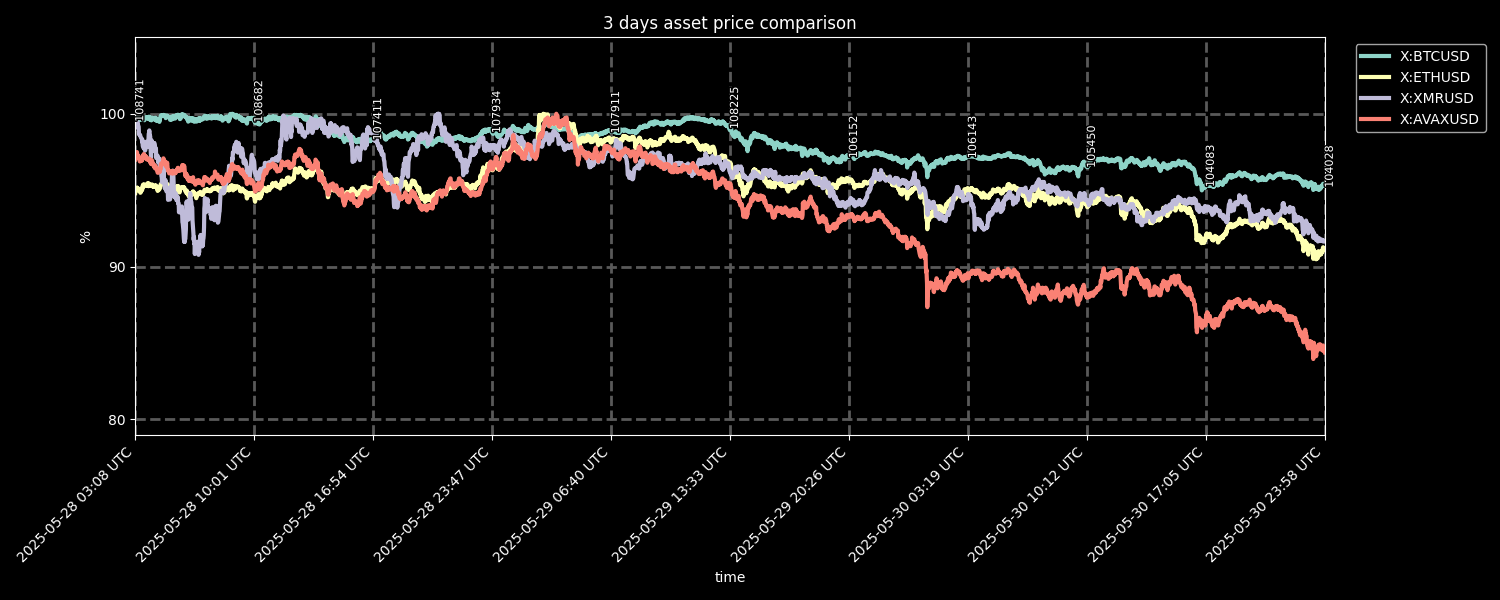 3 days asset price comparison
X:BTCUSD
X:ETHUSD
X:XMRUSD
X:AVAXUSD
%
100
90
80
108741
108682
107411
107934
107911
108225
106152
106143
105450
104083
104028
2025-05-28 03:08 UTC
2025-05-28 10:01 UTC
2025-05-28 16:54 UTC
2025-05-28 23:47 UTC
2025-05-29 06:40 UTC
2025-05-29 13:33 UTC
2025-05-29 20:26 UTC
2025-05-30 03:19 UTC
2025-05-30 10:12 UTC
2025-05-30 17:05 UTC
2025-05-30 23:58 UTC
time